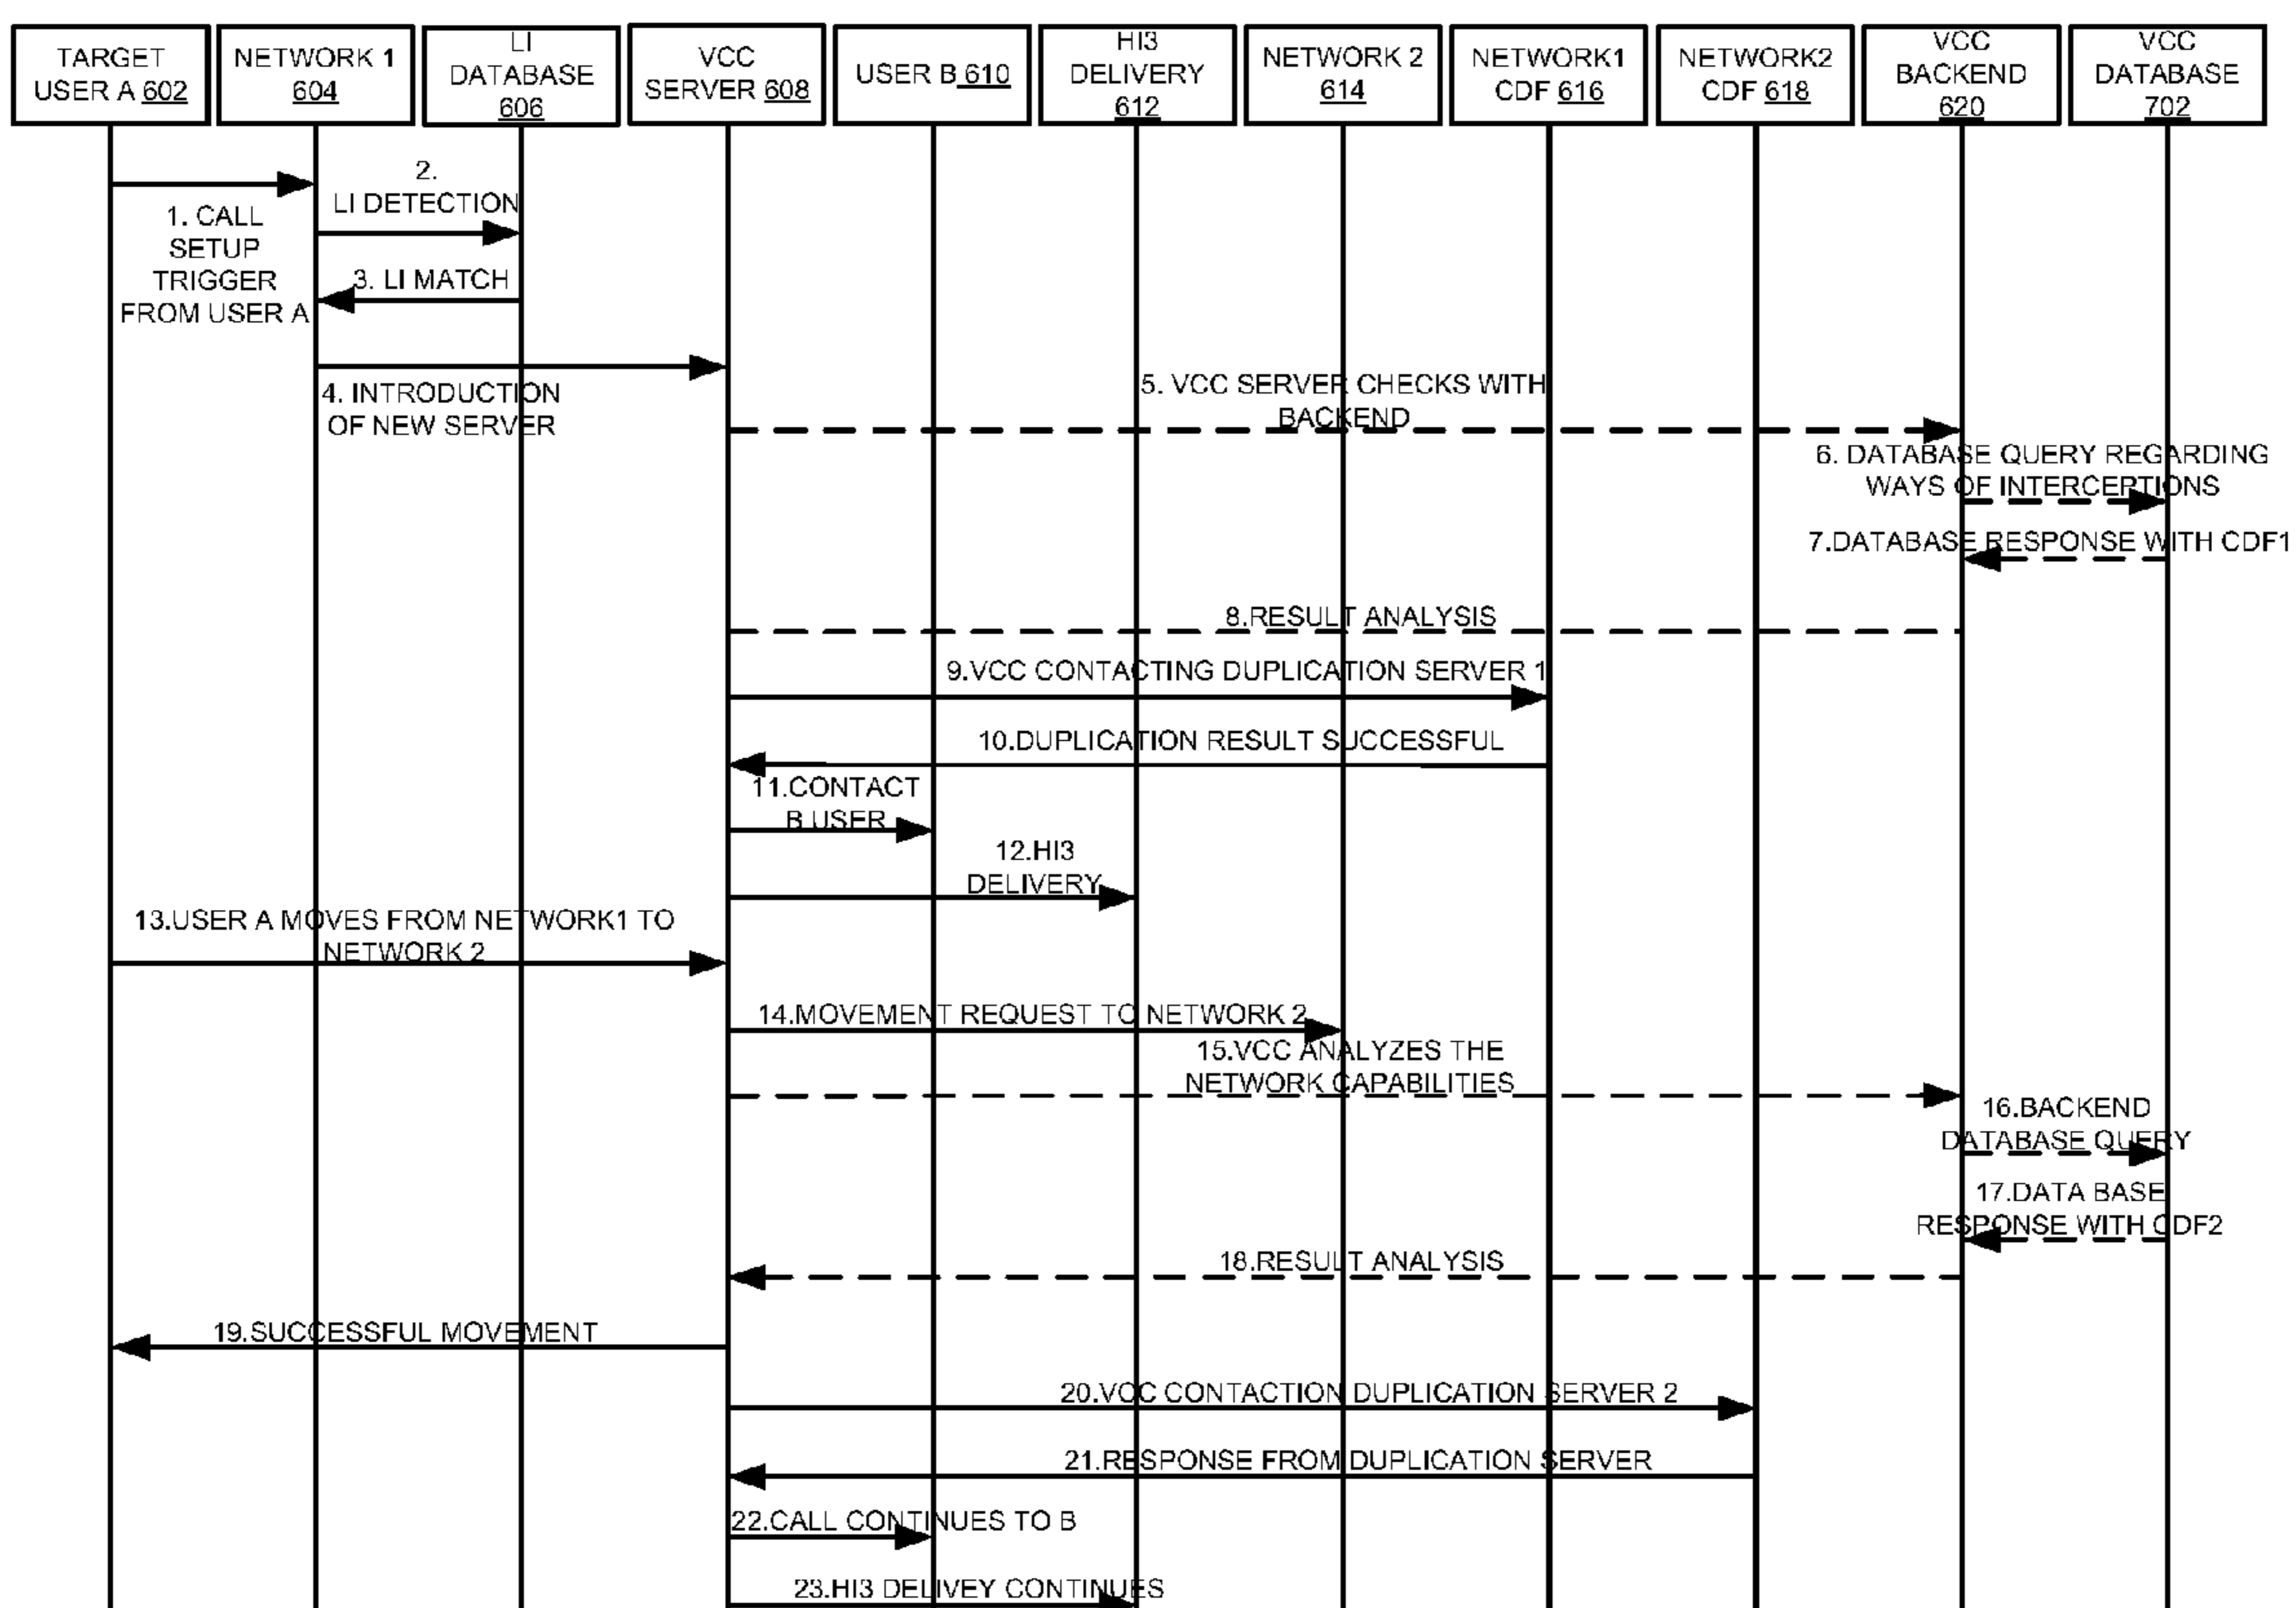 TARGET
USER A 602
NETWORK 1
604
LI
DATABASE
606
VCC
SERVER 608
USER B 610
HI3
DELIVERY
612
NETWORK 2
614
NETWORK1
CDF 616
NETWORK2
CDF 618
VCC
BACKEND
620
VCC
DATABASE
702
1. CALL
SETUP
TRIGGER
FROM USER A
2.
LI DETECTION
3. LI MATCH
4. INTRODUCTION
OF NEW SERVER
5. VCC SERVER CHECKS WITH
BACKEND
6. DATABASE QUERY REGARDING
WAYS OF INTERCEPTIONS
7.DATABASE RESPONSE WITH CDF1
8.RESULT ANALYSIS
9.VCC CONTACTING DUPLICATION SERVER 1
10.DUPLICATION RESULT SUCCESSFUL
11.CONTACT
B USER
12.HI3
DELIVERY
13.USER A MOVES FROM NETWORK1 TO
NETWORK 2
14.MOVEMENT REQUEST TO NETWORK 2
15.VCC ANALYZES THE
NETWORK CAPABILITIES
16.BACKEND
DATABASE QUERY
17.DATA BASE
RESPONSE WITH CDF2
18.RESULT ANALYSIS
19.SUCCESSFUL MOVEMENT
20.VCC CONTACTION DUPLICATION SERVER 2
21.RESPONSE FROM DUPLICATION SERVER
22.CALL CONTINUES TO B
23.HI3 DELIVEY CONTINUES